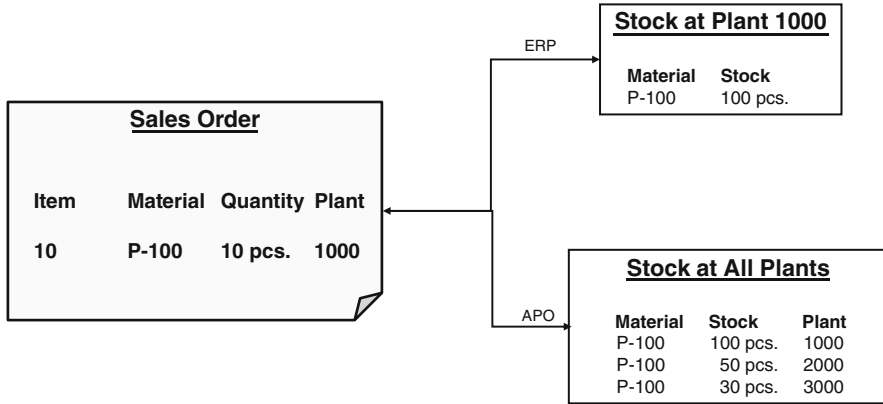 Sales Order
Item Material Quantity Plant
10 P-100 10 pcs. 1000
ERP
Stock at Plant 1000
Material Stock
P-100 100 pcs.
APO
Stock at All Plants
Material Stock Plant
P-100 100 pcs. 1000
P-100 50 pcs. 2000
P-100 30 pcs. 3000